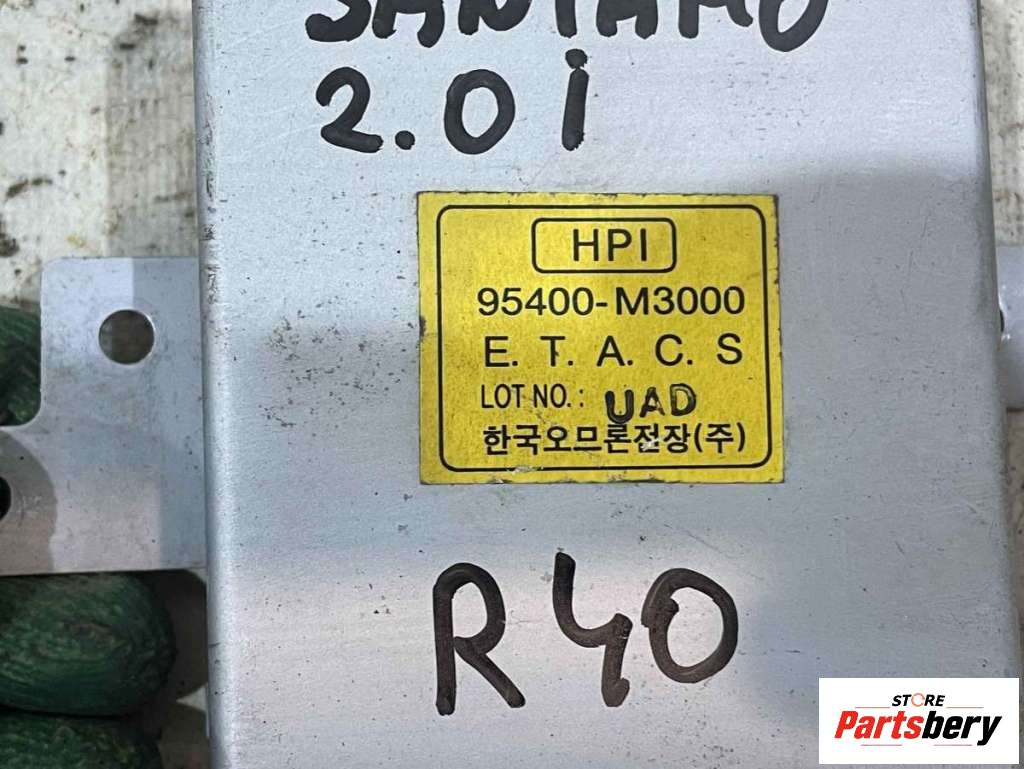 SANTAMO
2.0i
HPI
95400-M3000
E. T. A. C. S
LOT NO.: UAD
한국오므론전장(주)
R40
STORE
Partsbery